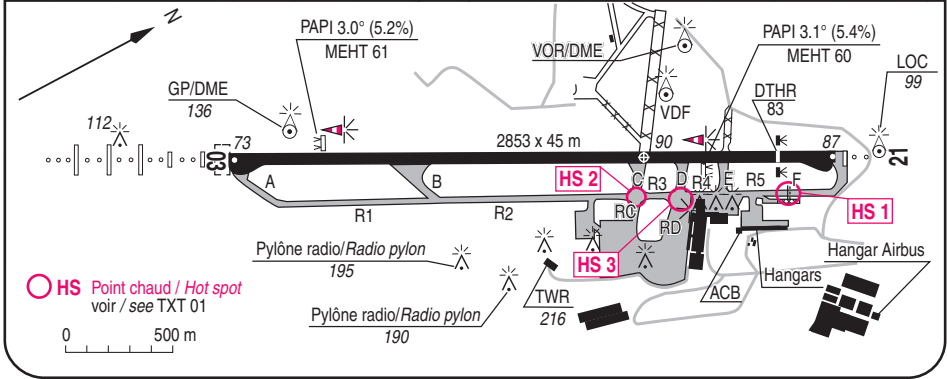 N
PAPI 3.0° (5.2%)
MEHT 61
VOR/DME
PAPI 3.1° (5.4%)
MEHT 60
LOC
99
GP/DME
136
DTHR
83
VDF
112
73
2853 x 45 m
90
87
03
21
A
B
C
D
E
F
HS 2
R3
R4
R5
R1
R2
RC
RD
HS 1
HS 3
Pylône radio/Radio pylon
195
Hangar Airbus
Hangars
ACB
TWR
216
HS Point chaud / Hot spot
voir / see TXT 01
Pylône radio/Radio pylon
190
0 500 m